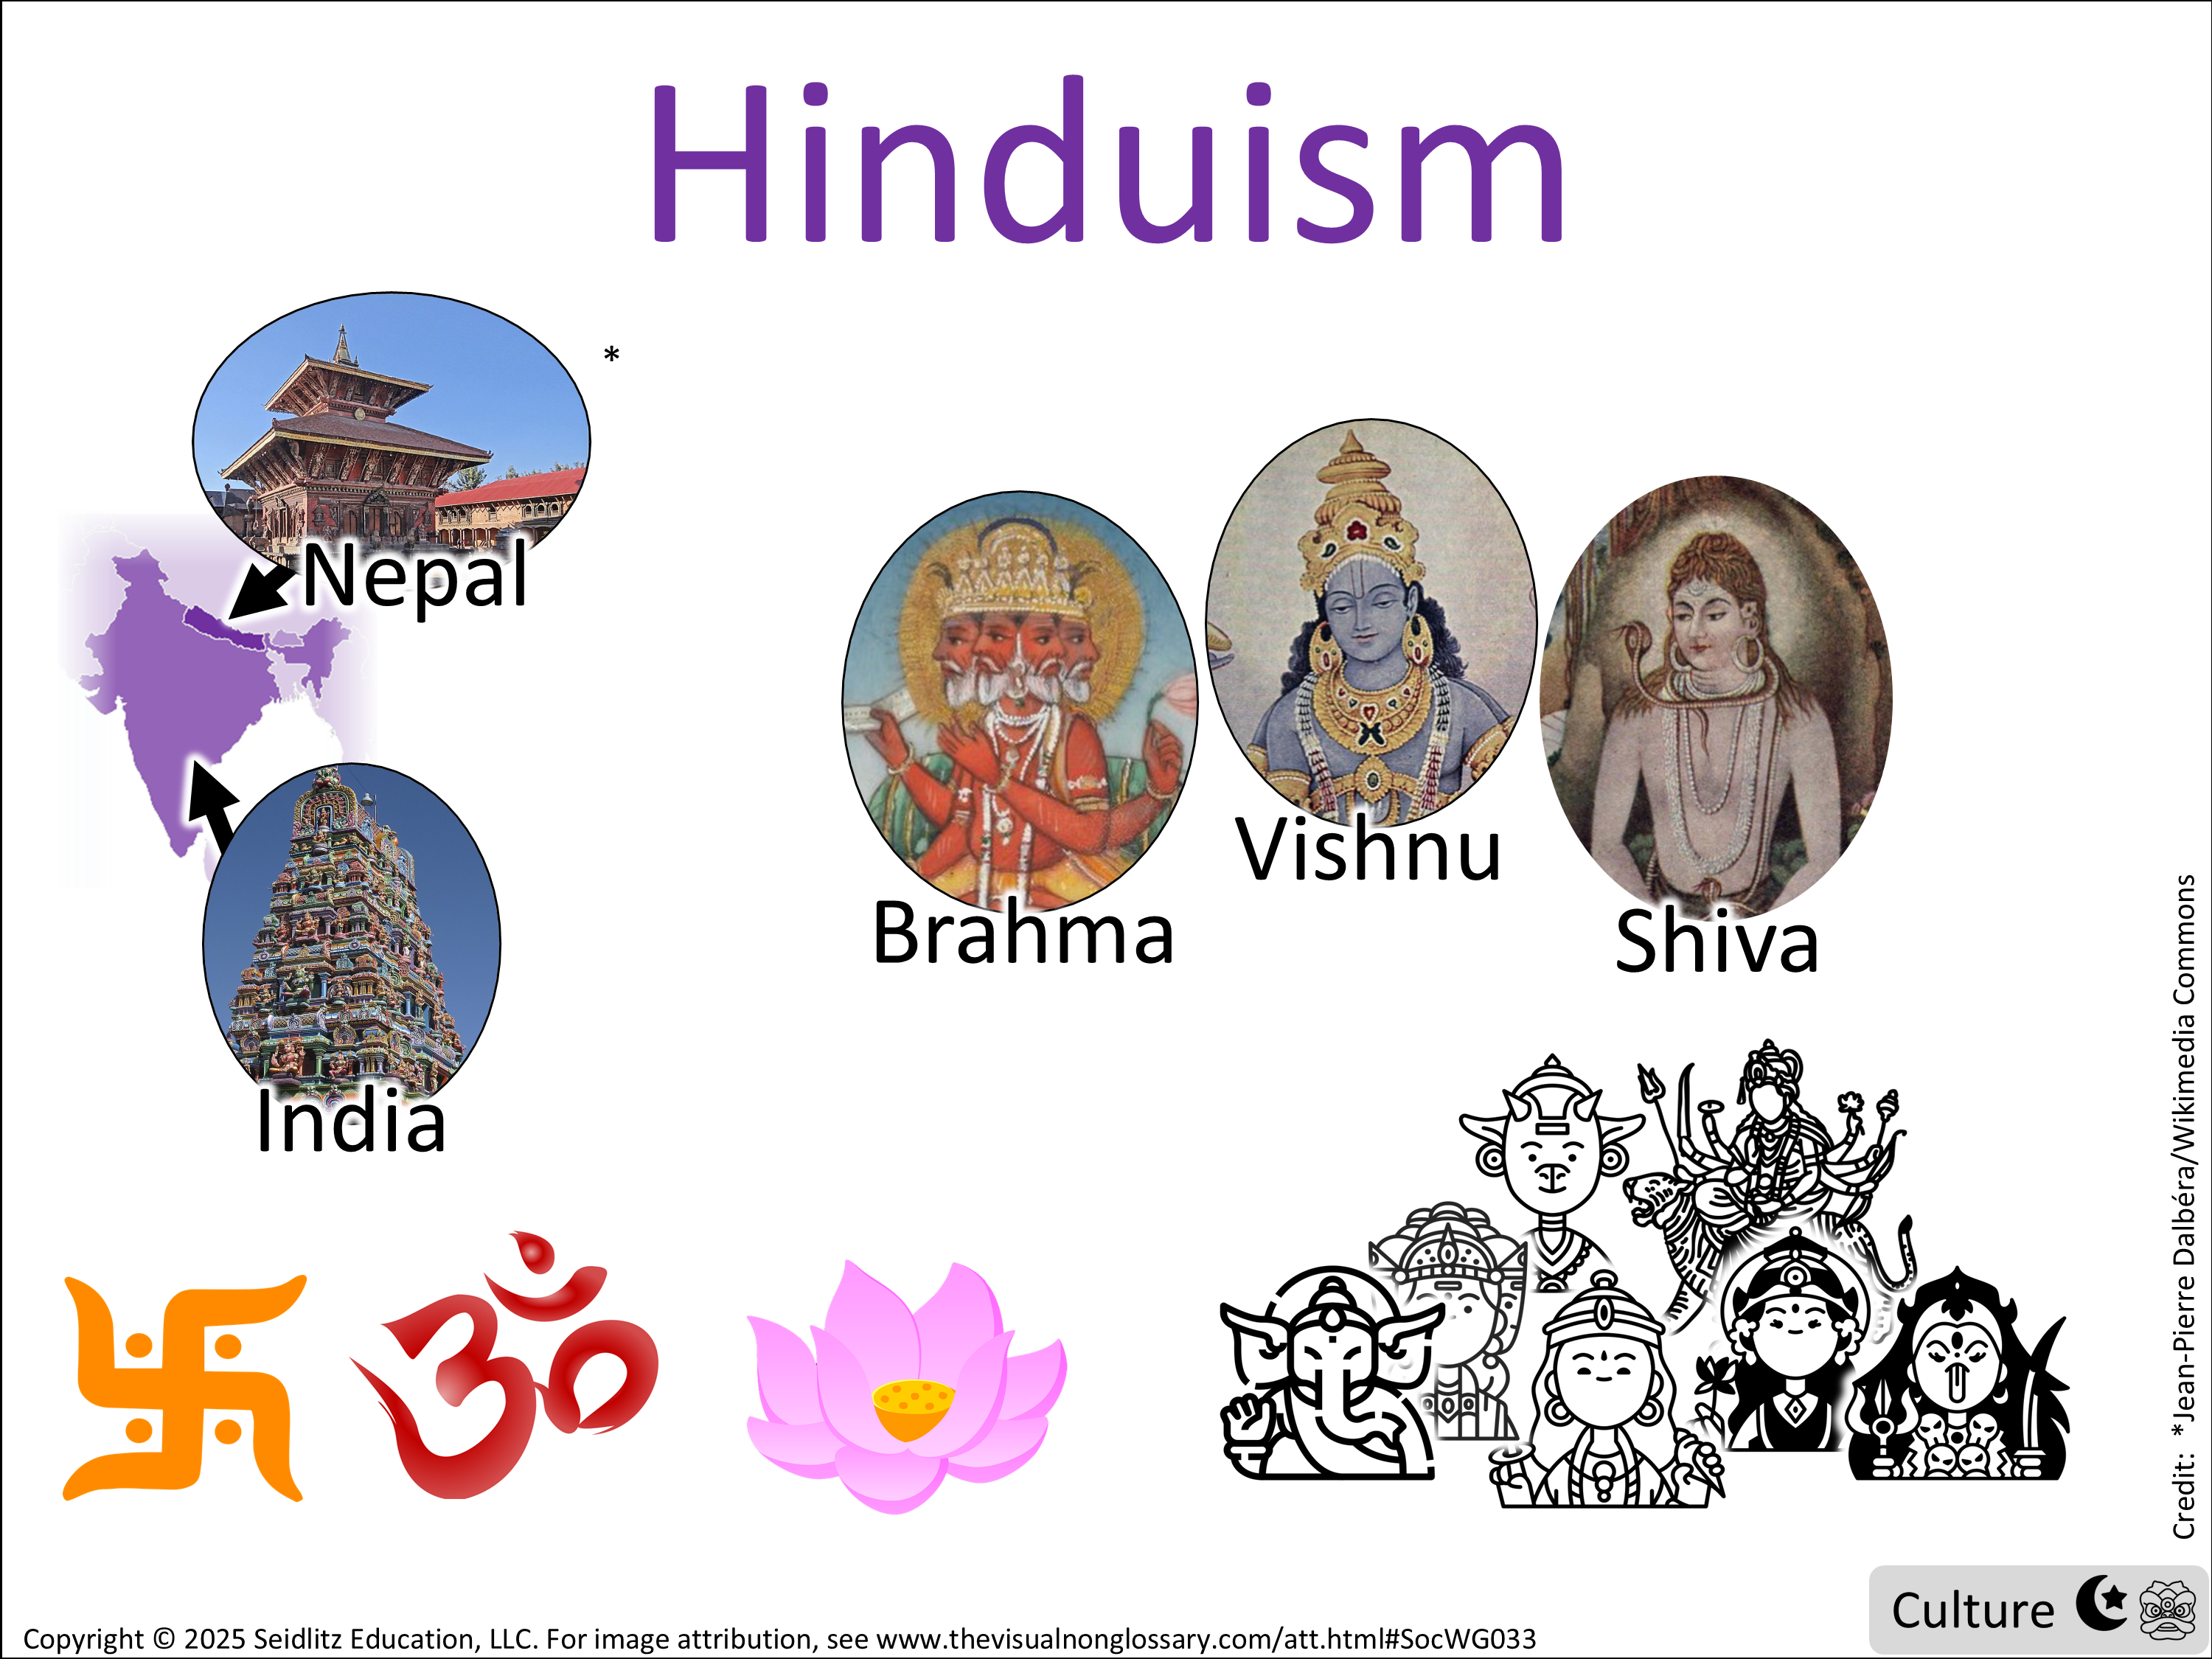 Hinduism
*
Nepal
Vishnu
Brahma
Shiva
India
Credit: *Jean-Pierre Dalbéra/Wikimedia Commons
Culture
Copyright © 2025 Seidlitz Education, LLC. For image attribution, see www.thevisualnonglossary.com/att.html#SocWG033
ॐ